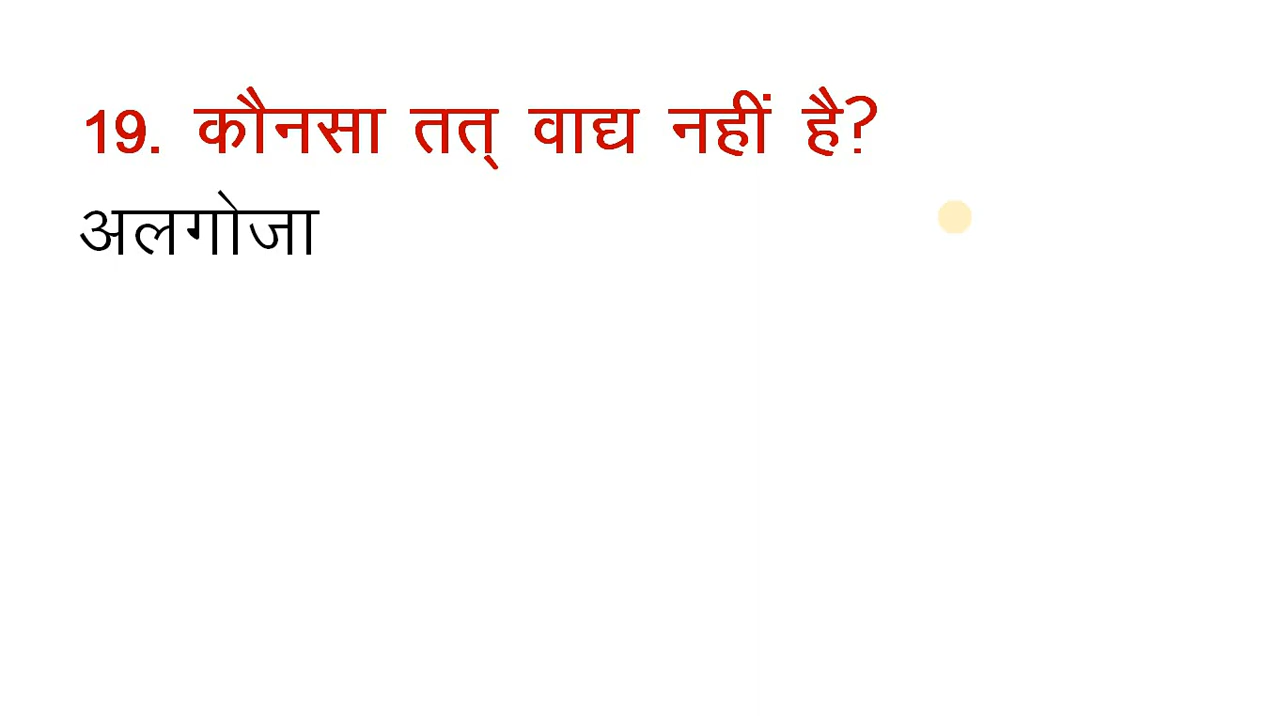 19. कौनसा तत् वाद्य नहीं है?
अलगोजा